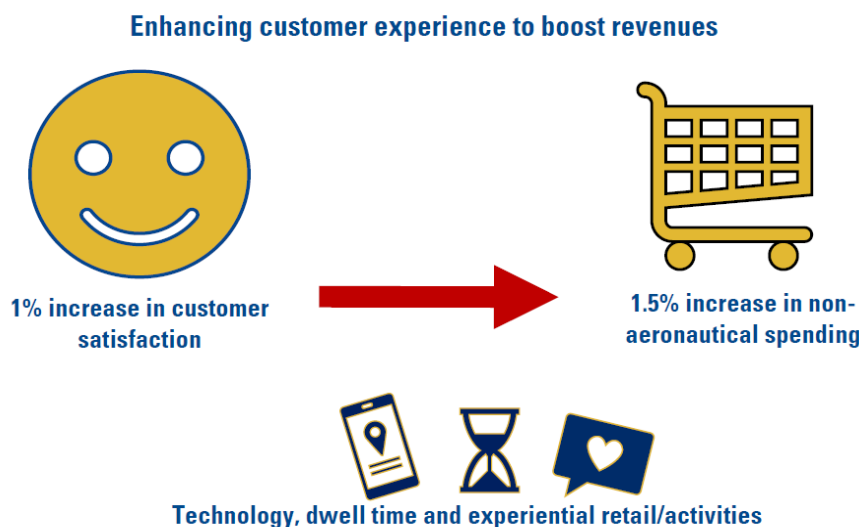 Enhancing customer experience to boost revenues
1% increase in customer
satisfaction
1.5% increase in non-
aeronautical spending
Technology, dwell time and experiential retail/activities